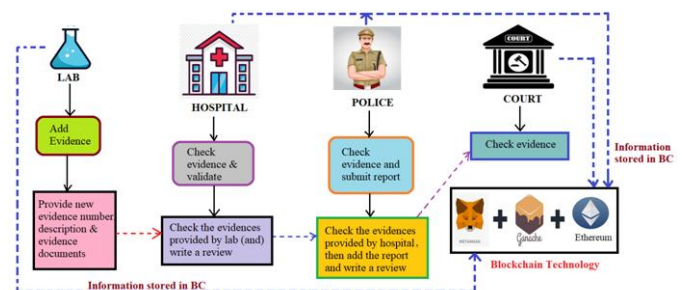 COURT
LAB
HOSPITAL
POLICE
COURT
Add
Evidence
Check
evidence &
validate
Check
evidence and
submit report
Check evidence
Information
stored in BC
Provide new
evidence number
description &
evidence
documents
Check the evidences
provided by lab (and)
write a review
Check the evidences
provided by hospital,
then add the report
and write a review
METAMASK
Ganache
Ethereum
Blockchain Technology
Information stored in BC